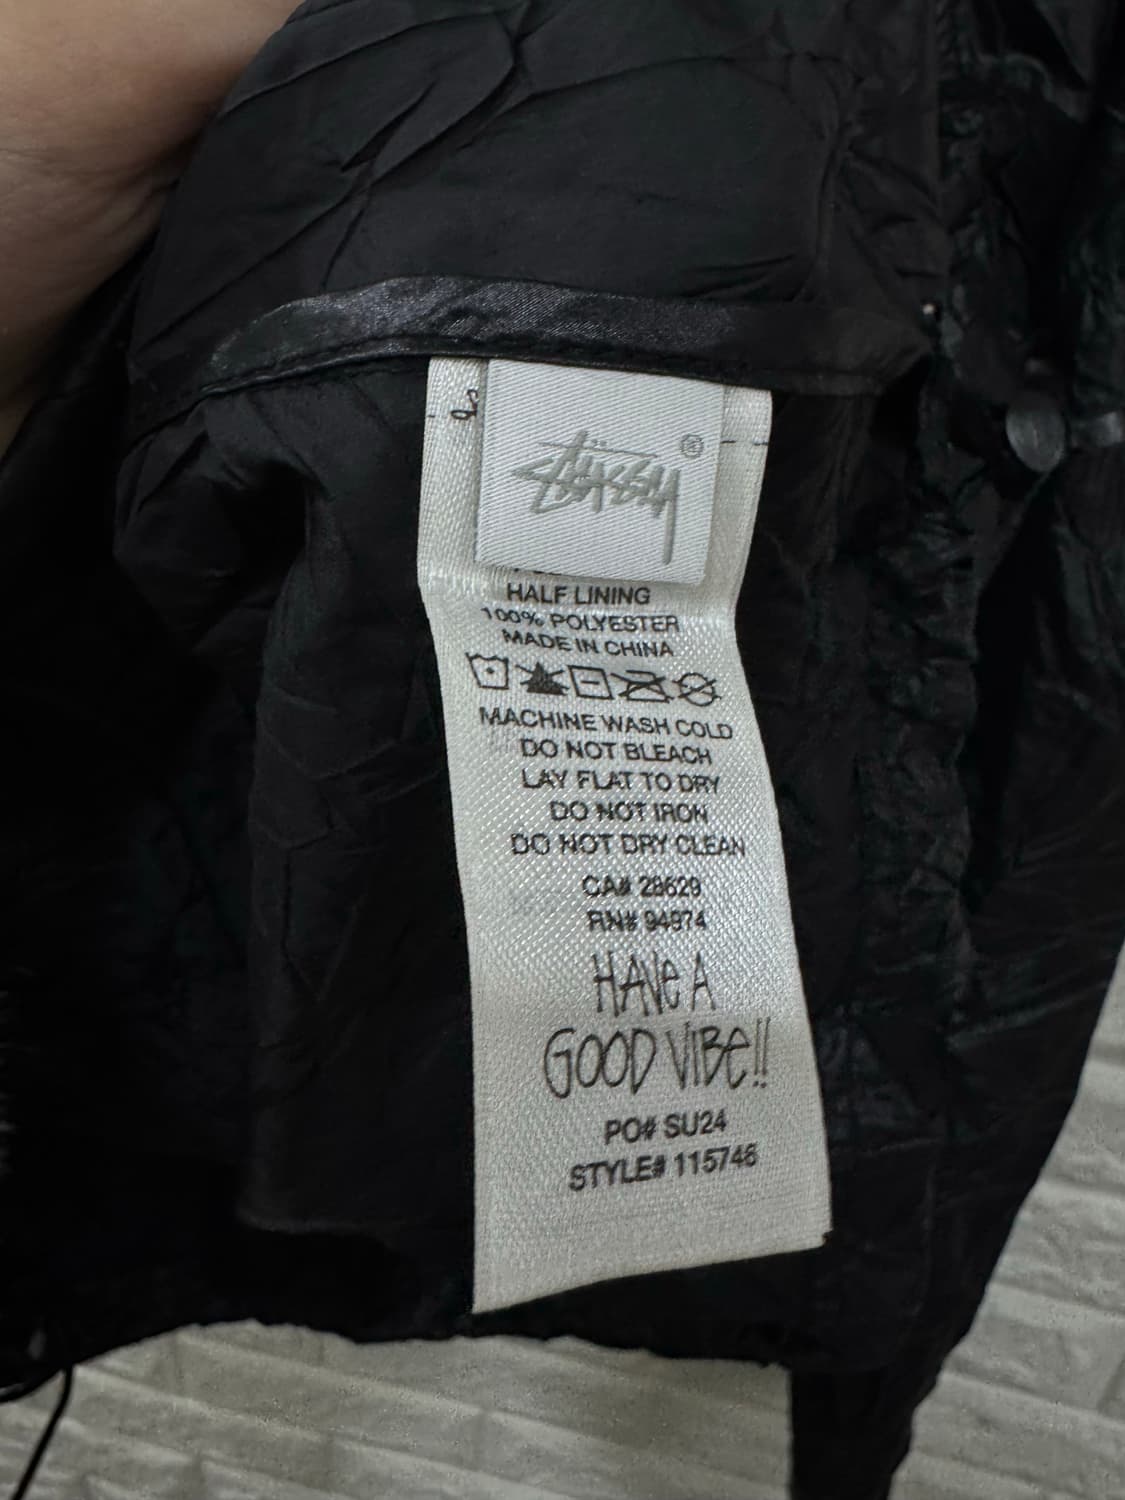 Stüssy®
HALF LINING
100% POLYESTER
MADE IN CHINA
MACHINE WASH COLD
DO NOT BLEACH
LAY FLAT TO DRY
DO NOT IRON
DO NOT DRY CLEAN
CA# 28629
RN# 94974
HAVE A
GOOD VIBE!!
PO# SU24
STYLE# 115746